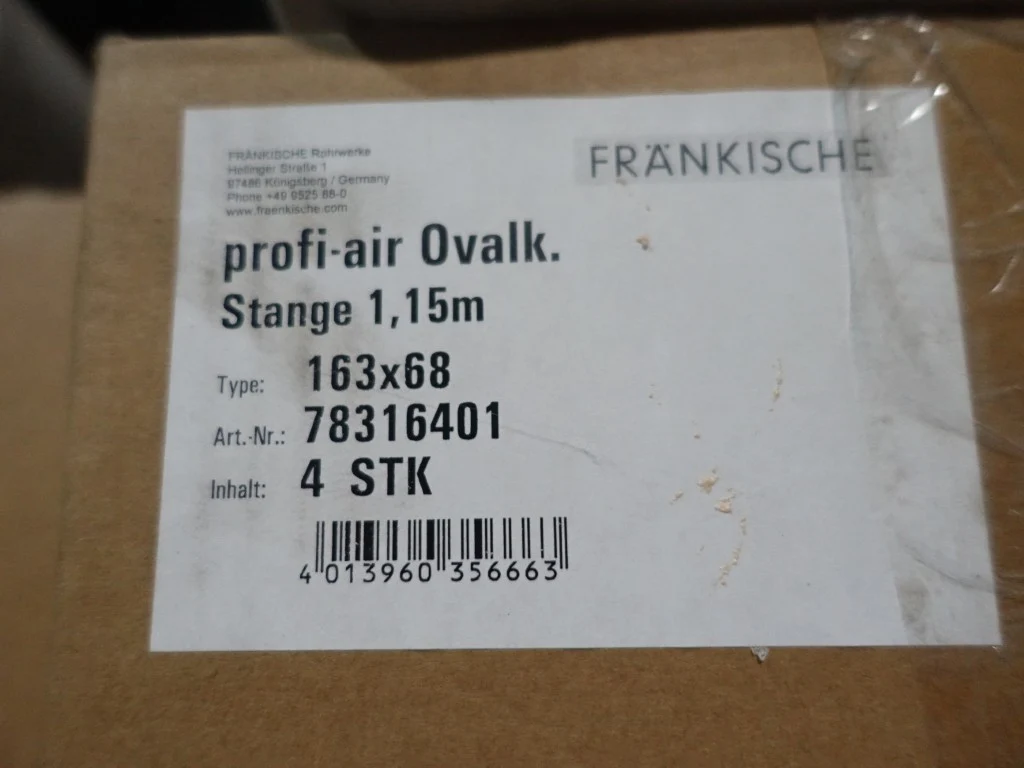 FRÄNKISCHE Rohrwerke
Hellinger Straße 1
97486 Königsberg / Germany
Phone +49 9525 88-0
www.fraenkische.com
FRÄNKISCHE
profi-air Ovalk.
Stange 1,15m
Type: 163x68
Art.-Nr.: 78316401
Inhalt: 4 STK
4 013960 356663